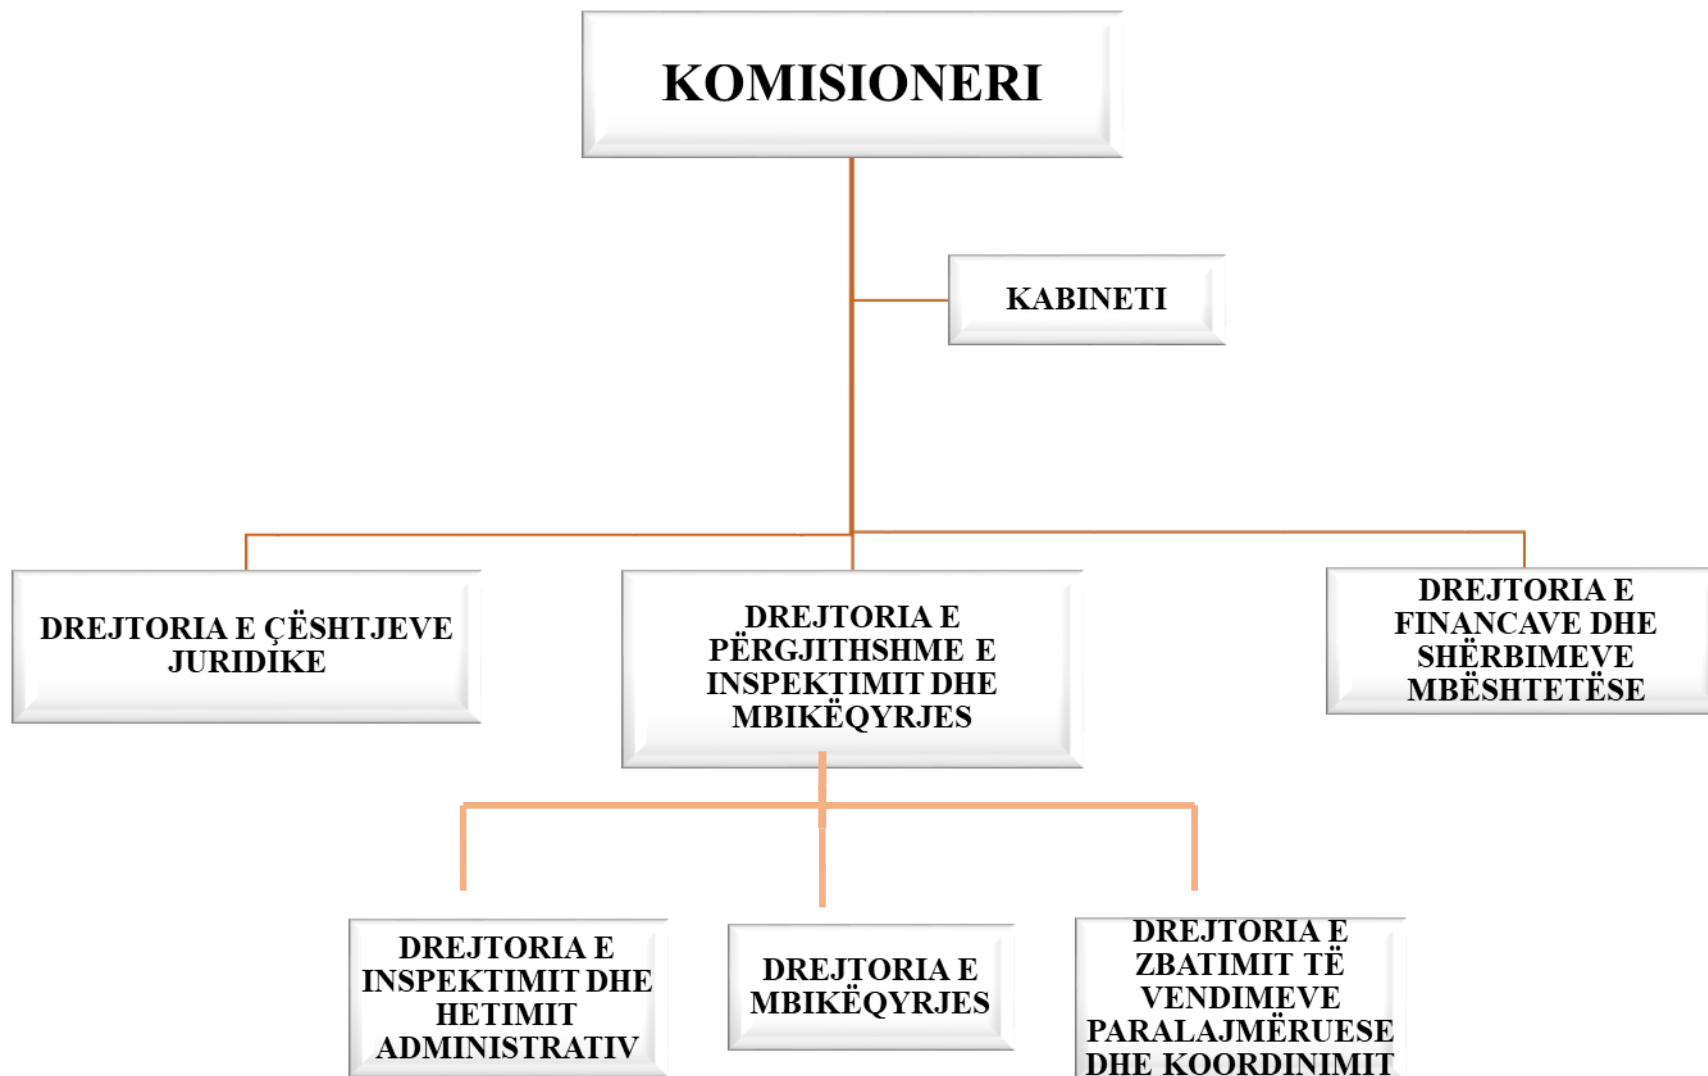 KOMISIONERI
KABINETI
DREJTORIA E ÇËSHTJEVE
JURIDIKE
DREJTORIA E
PËRGJITHSHME E
INSPEKTIMIT DHE
MBIKËQYRJES
DREJTORIA E
FINANCAVE DHE
SHËRBIMEVE
MBËSHTETËSE
DREJTORIA E
INSPEKTIMIT DHE
HETIMIT
ADMINISTRATIV
DREJTORIA E
MBIKËQYRJES
DREJTORIA E
ZBATIMIT TË
VENDIMEVE
PARALAJMËRUESE
DHE KOORDINIMIT